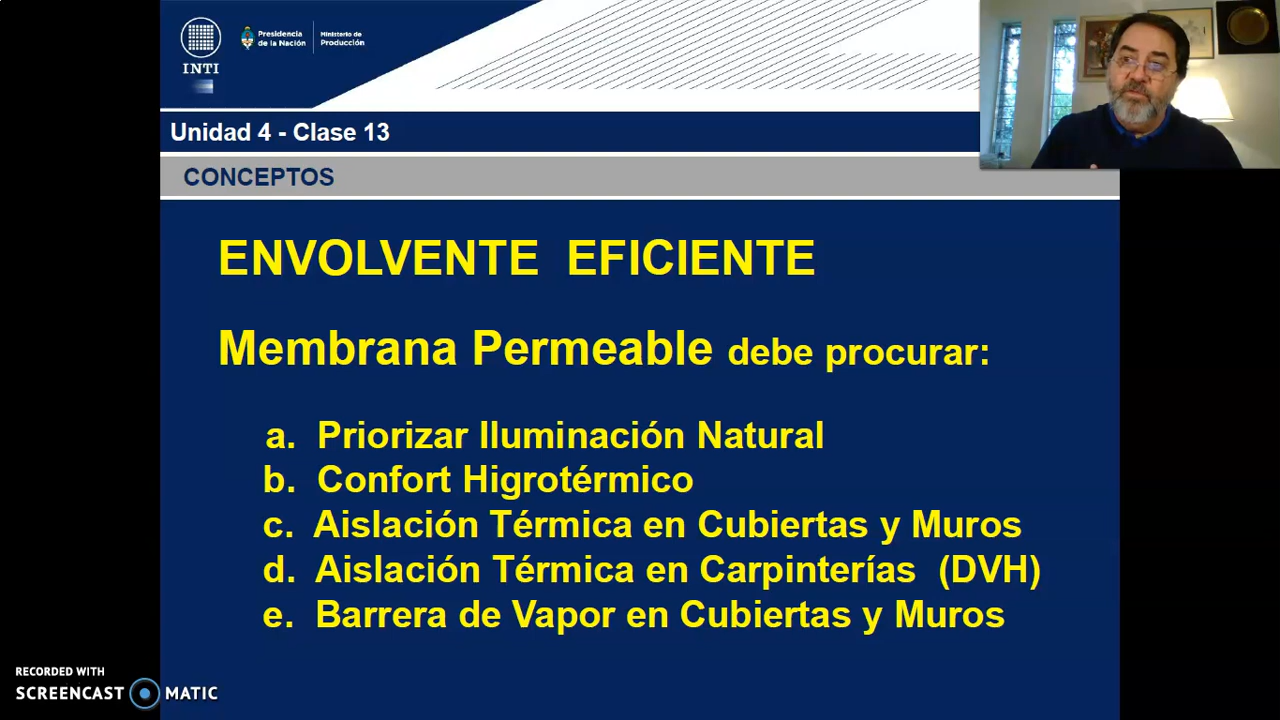 INTI
Presidencia
de la Nación
Ministerio de
Producción
Unidad 4 - Clase 13
CONCEPTOS
ENVOLVENTE EFICIENTE
Membrana Permeable debe procurar:
a. Priorizar Iluminación Natural
b. Confort Higrotérmico
c. Aislación Térmica en Cubiertas y Muros
d. Aislación Térmica en Carpinterías (DVH)
e. Barrera de Vapor en Cubiertas y Muros
RECORDED WITH
SCREENCAST MATIC